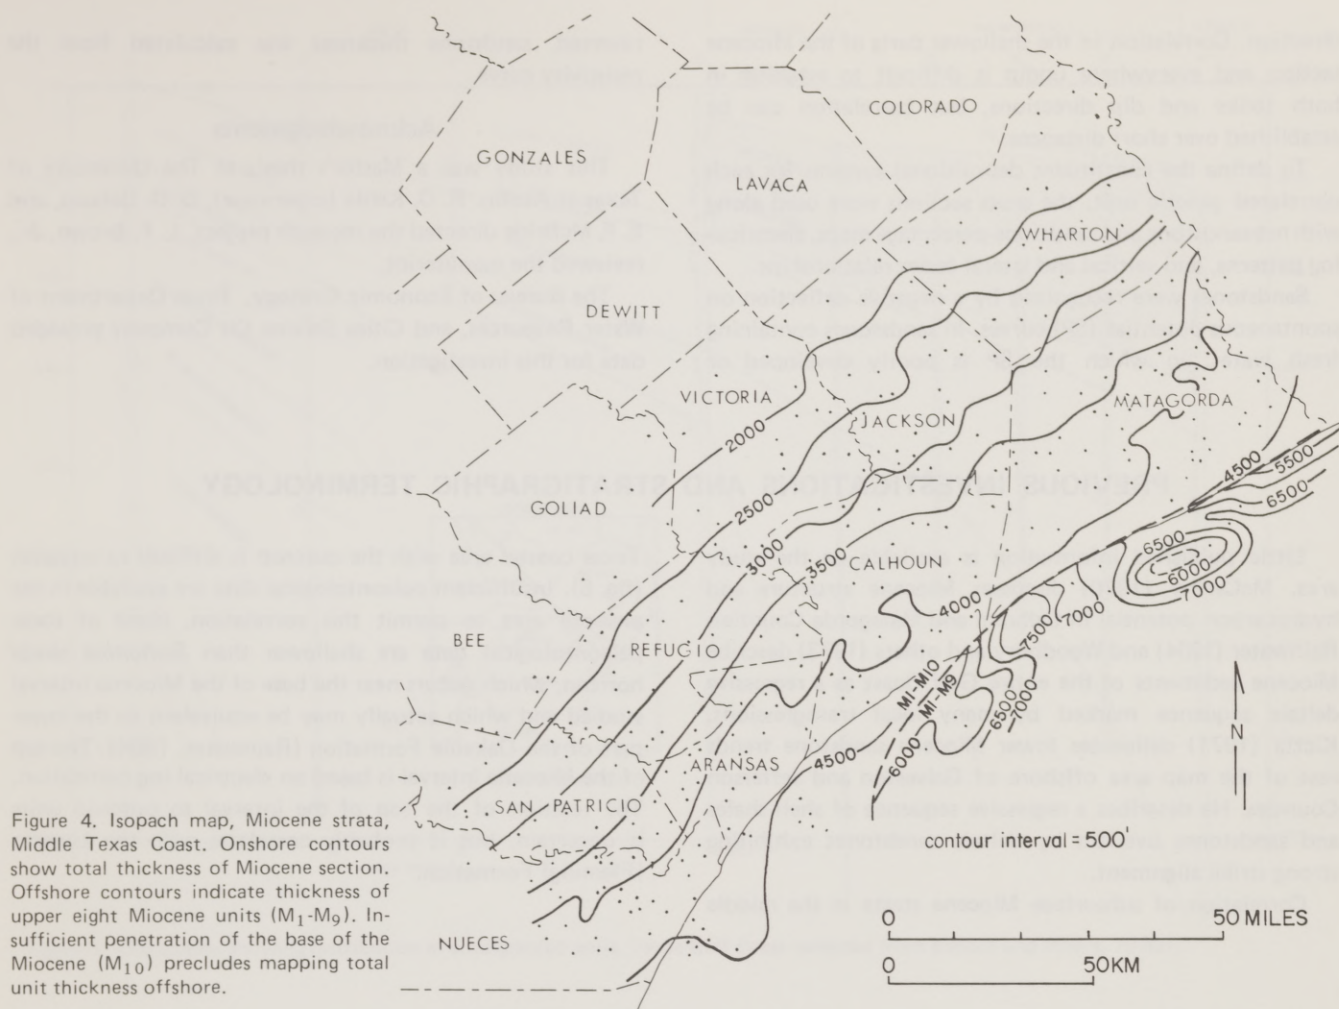 COLORADO
GONZALES
LAVACA
WHARTON
DEWITT
VICTORIA
MATAGORDA
2000
JACKSON
4500
5500
6500
GOLIAD
2500
3000
3500
CALHOUN
6500
6000
7000
4000
7000
7500
BEE
REFUGIO
M1-M10
M1-M9
6500
7000
N
4500
6000
ARANSAS
SAN PATRICIO
contour interval = 500'
NUECES
0 50 MILES
0 50KM
Figure 4. Isopach map, Miocene strata,
Middle Texas Coast. Onshore contours
show total thickness of Miocene section.
Offshore contours indicate thickness of
upper eight Miocene units (M1-M9). In-
sufficient penetration of the base of the
Miocene (M10) precludes mapping total
unit thickness offshore.